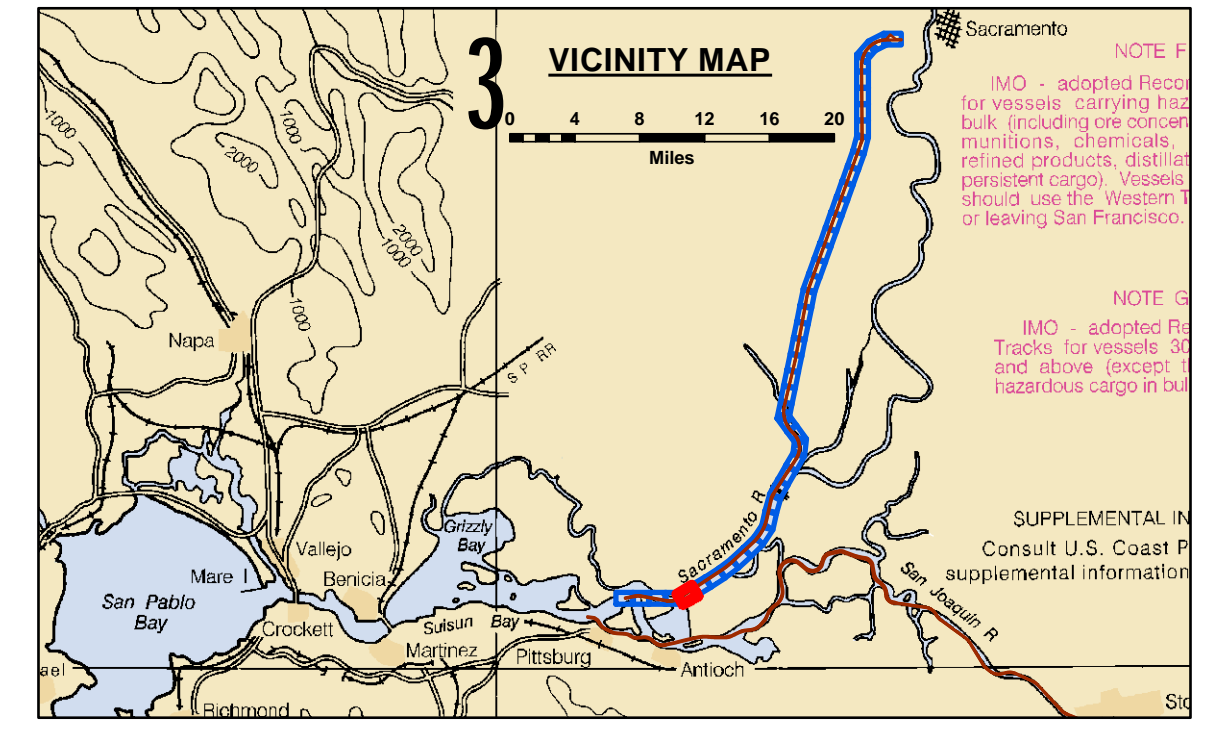 3
VICINITY MAP
0 4 8 12 16 20
Miles
Sacramento
NOTE F
IMO - adopted Recor
for vessels carrying haz
bulk (including ore concen
munitions, chemicals,
refined products, distillat
persistent cargo). Vessels
should use the Western T
or leaving San Francisco.
NOTE G
IMO - adopted Re
Tracks for vessels 30
and above (except t
hazardous cargo in bul
SUPPLEMENTAL IN
Consult U.S. Coast P
supplemental information
1000
2000
1000
2000
1000
1000
Napa
S P RR
Grizzly
Bay
Sacramento R
San Joaquin R
Vallejo
Mare I
Benicia
San Pablo
Bay
Crockett
Suisun Bay
Martinez
Pittsburg
Antioch
ael
Richmond
Sto